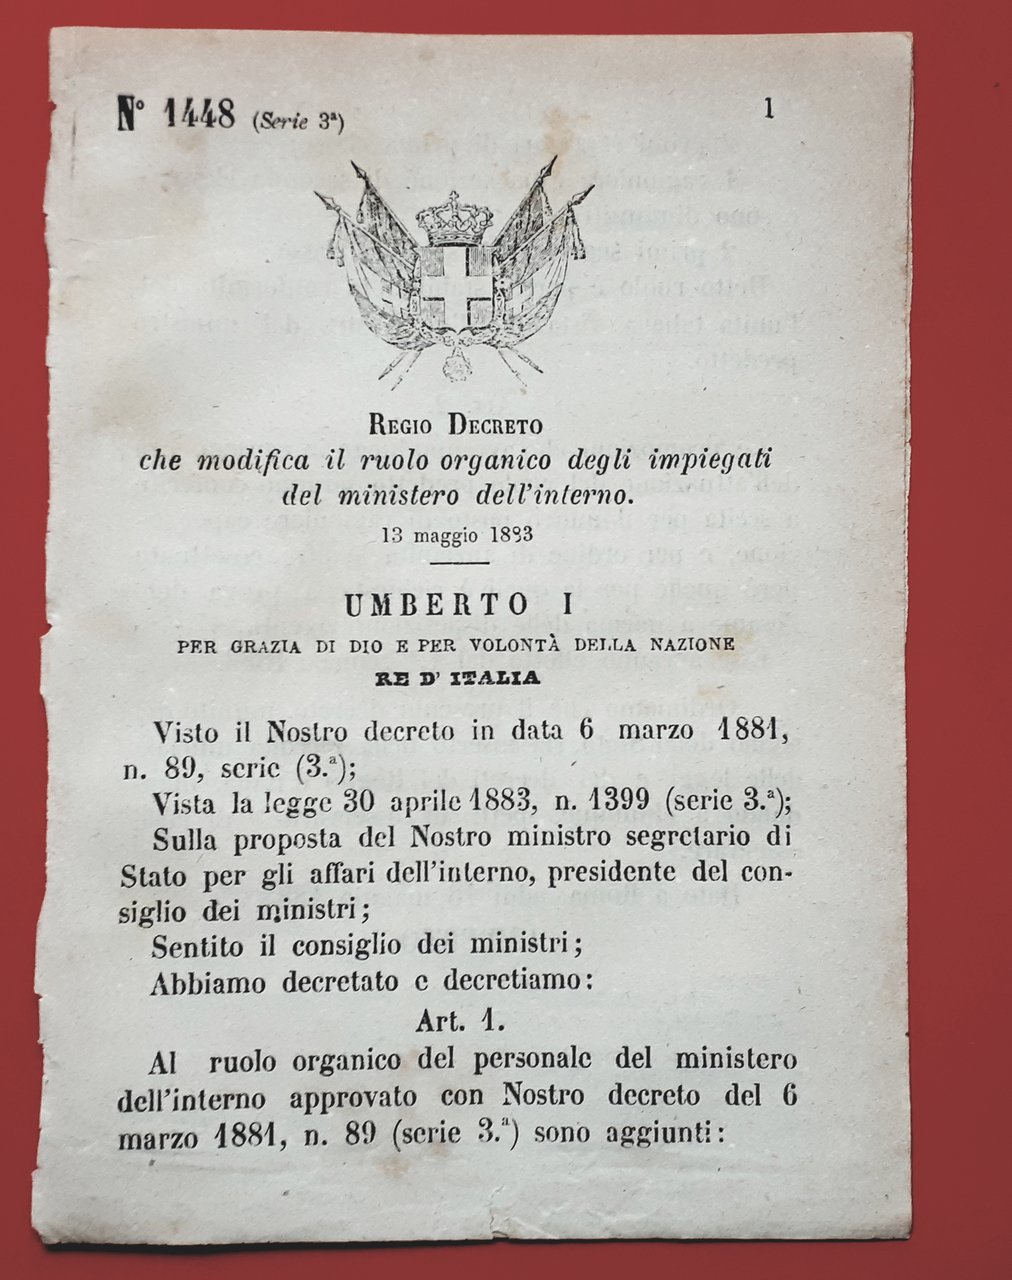 N° 1448 (Serie 3ª) 1
REGIO DECRETO
che modifica il ruolo organico degli impiegati
del ministero dell'interno.
13 maggio 1883
UMBERTO I
PER GRAZIA DI DIO E PER VOLONTÀ DELLA NAZIONE
RE D' ITALIA
Visto il Nostro decreto in data 6 marzo 1881,
n. 89, serie (3.ª);
Vista la legge 30 aprile 1883, n. 1399 (serie 3.ª);
Sulla proposta del Nostro ministro segretario di
Stato per gli affari dell'interno, presidente del con-
siglio dei ministri;
Sentito il consiglio dei ministri;
Abbiamo decretato e decretiamo:
Art. 1.
Al ruolo organico del personale del ministero
dell'interno approvato con Nostro decreto del 6
marzo 1881, n. 89 (serie 3.ª) sono aggiunti: